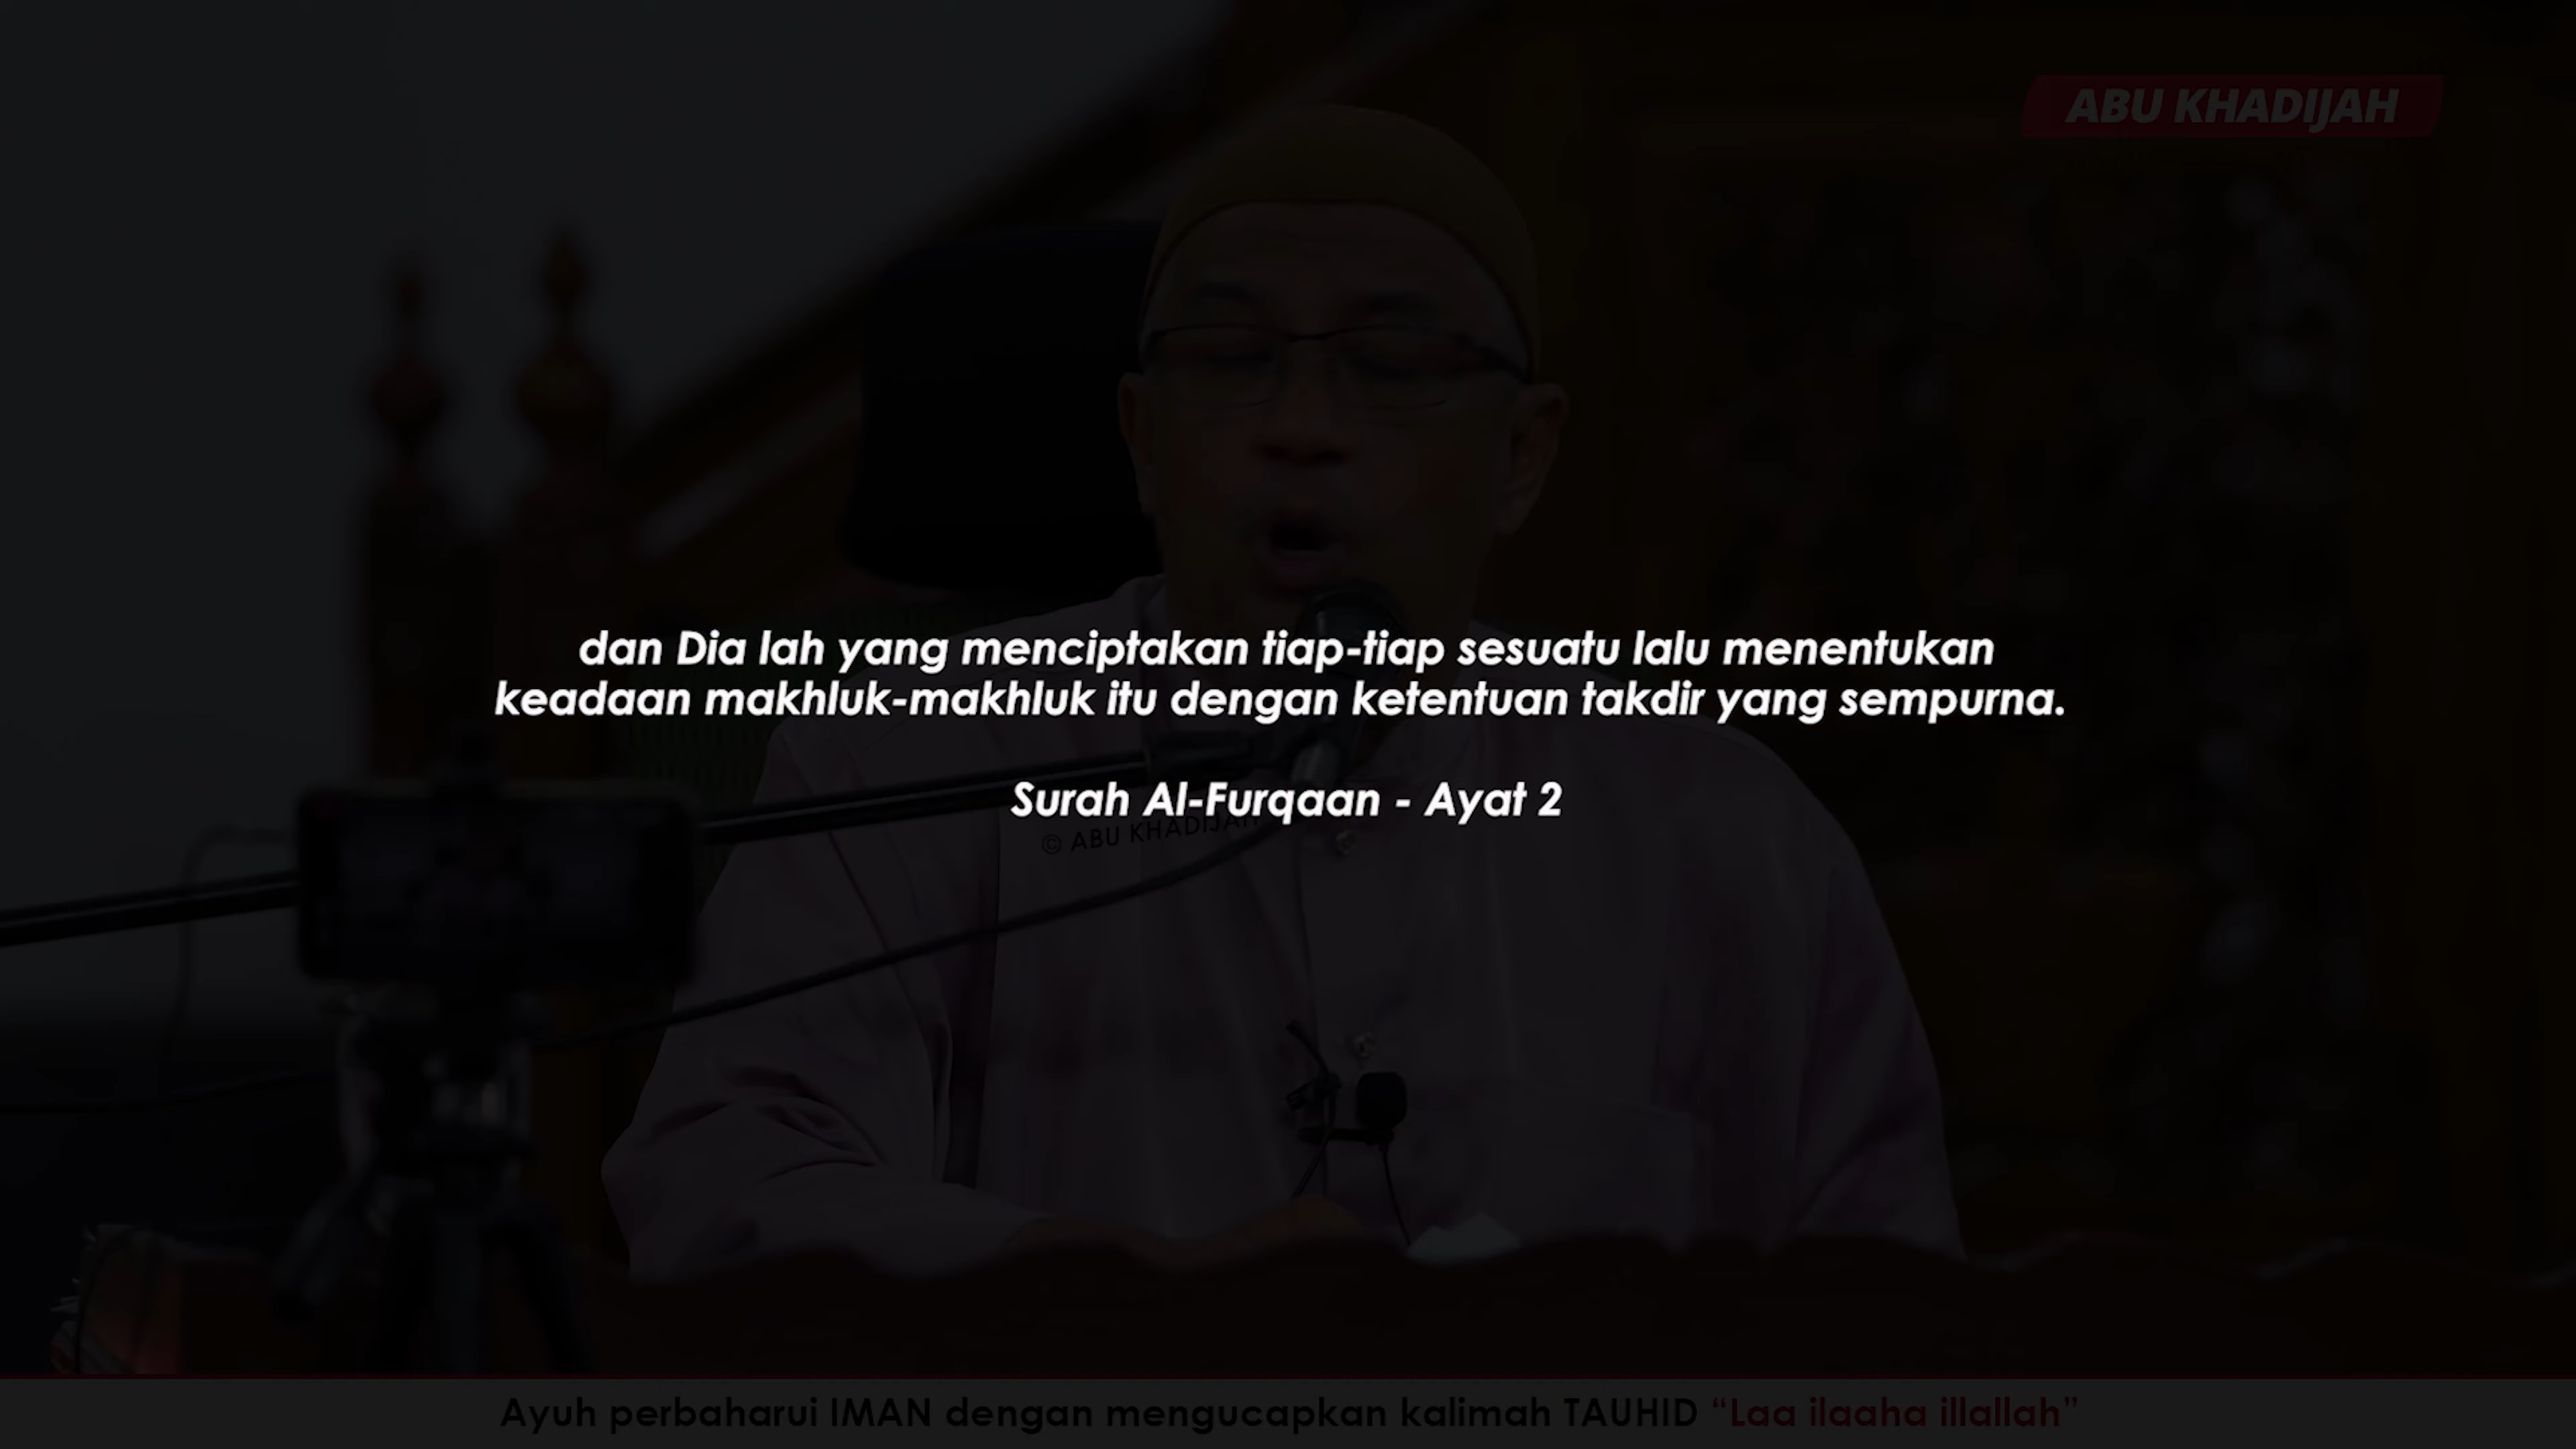 ABU KHADIJAH
dan Dia lah yang menciptakan tiap-tiap sesuatu lalu menentukan
keadaan makhluk-makhluk itu dengan ketentuan takdir yang sempurna.
Surah Al-Furqaan - Ayat 2
© ABU KHADIJAH
Ayuh perbaharui IMAN dengan mengucapkan kalimah TAUHID “Laa ilaaha illallah”